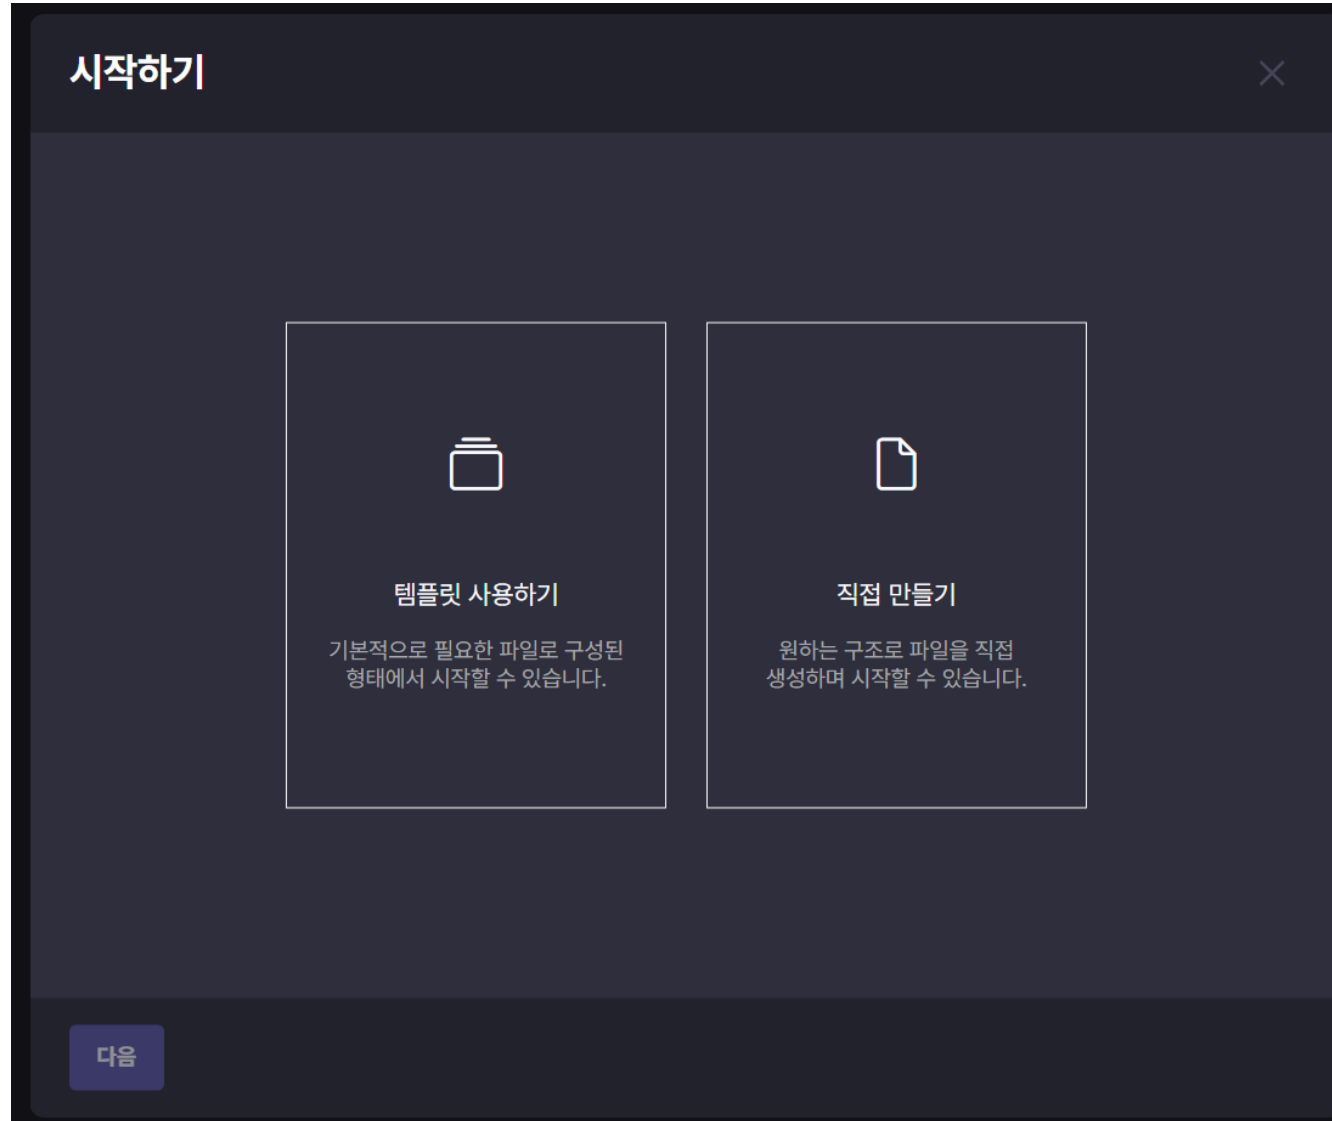 시작하기
템플릿 사용하기
기본적으로 필요한 파일로 구성된
형태에서 시작할 수 있습니다.
직접 만들기
원하는 구조로 파일을 직접
생성하며 시작할 수 있습니다.
다음